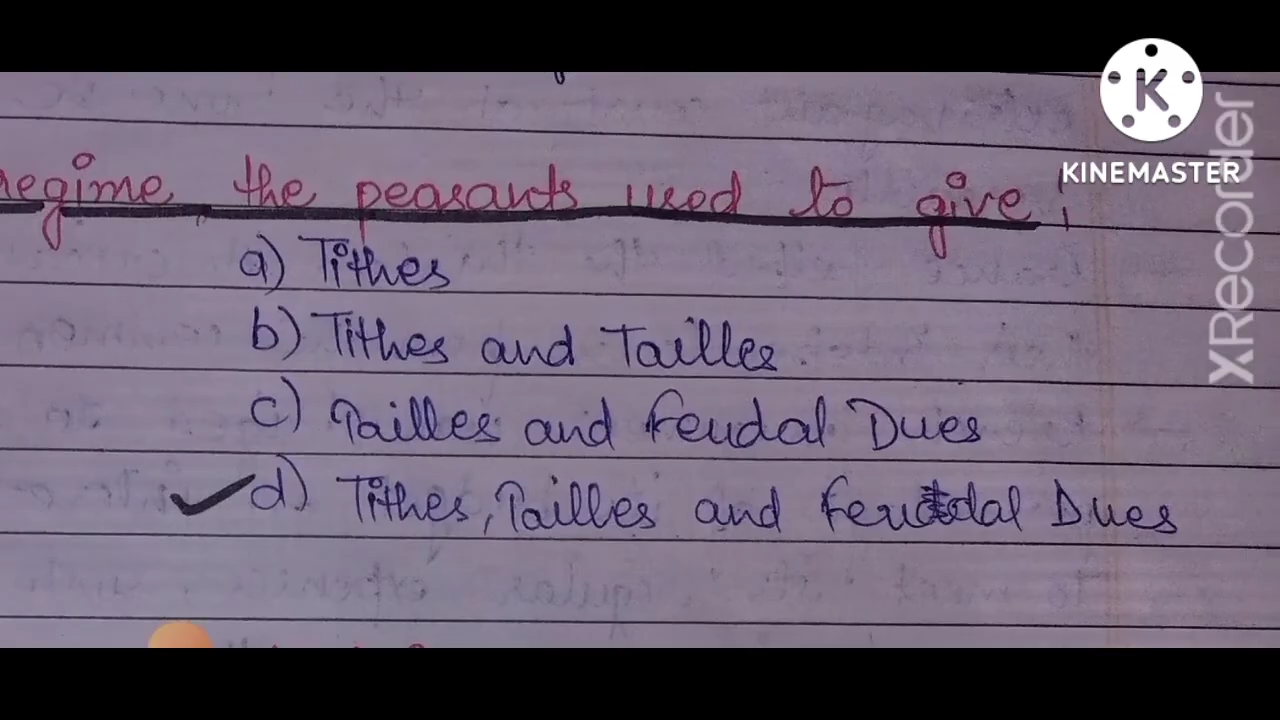 regime, the peasants used to give :
a) Tithes
b) Tithes and Tailles.
c) Tailles and Feudal Dues
d) Tithes, Tailles and Feudal Dues
K
KINEMASTER
XRecorder